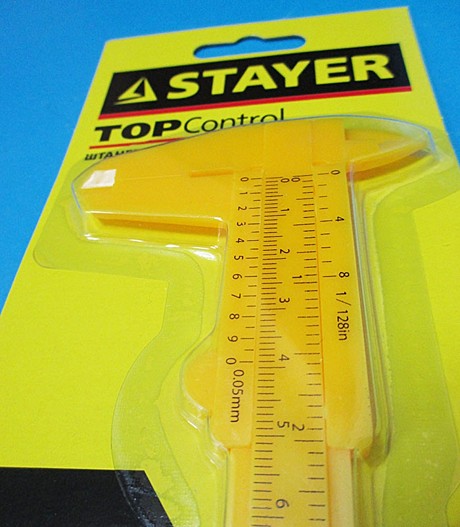 STAYER
TOPControl
0 1 2 3 4 5 6 7 8 9 0
0.05mm
0 1 2 3 4 5 6
0 1 2
0 4 8
1/128in